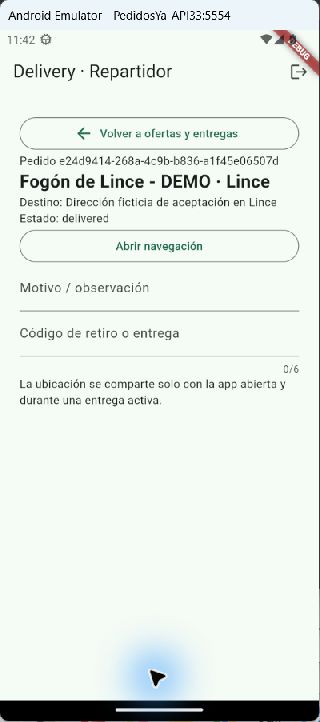 Android Emulator - PedidosYa-API33:5554
11:42
DEBUG
Delivery · Repartidor
Volver a ofertas y entregas
Pedido e24d9414-268a-4c9b-b836-a1f45e06507d
Fogón de Lince - DEMO · Lince
Destino: Dirección ficticia de aceptación en Lince
Estado: delivered
Abrir navegación
Motivo / observación
Código de retiro o entrega
0/6
La ubicación se comparte solo con la app abierta y
durante una entrega activa.